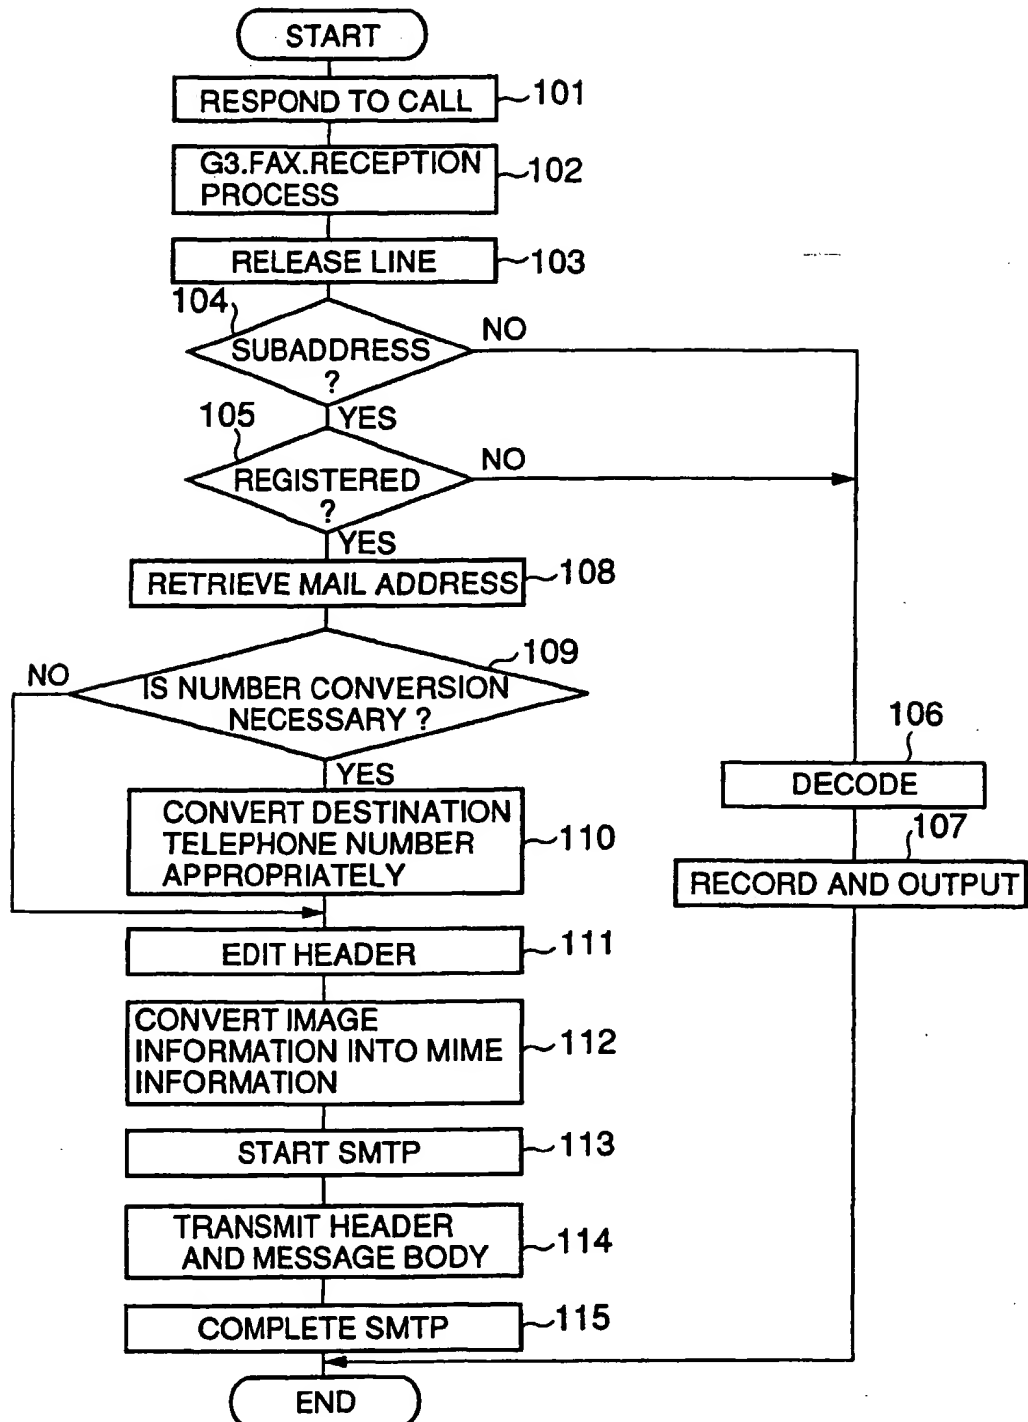 START
RESPOND TO CALL
101
G3.FAX.RECEPTION
PROCESS
102
RELEASE LINE
103
104
SUBADDRESS
?
NO
YES
105
REGISTERED
?
NO
YES
RETRIEVE MAIL ADDRESS
108
109
IS NUMBER CONVERSION
NECESSARY ?
NO
YES
CONVERT DESTINATION
TELEPHONE NUMBER
APPROPRIATELY
110
106
DECODE
107
RECORD AND OUTPUT
EDIT HEADER
111
CONVERT IMAGE
INFORMATION INTO MIME
INFORMATION
112
START SMTP
113
TRANSMIT HEADER
AND MESSAGE BODY
114
COMPLETE SMTP
115
END